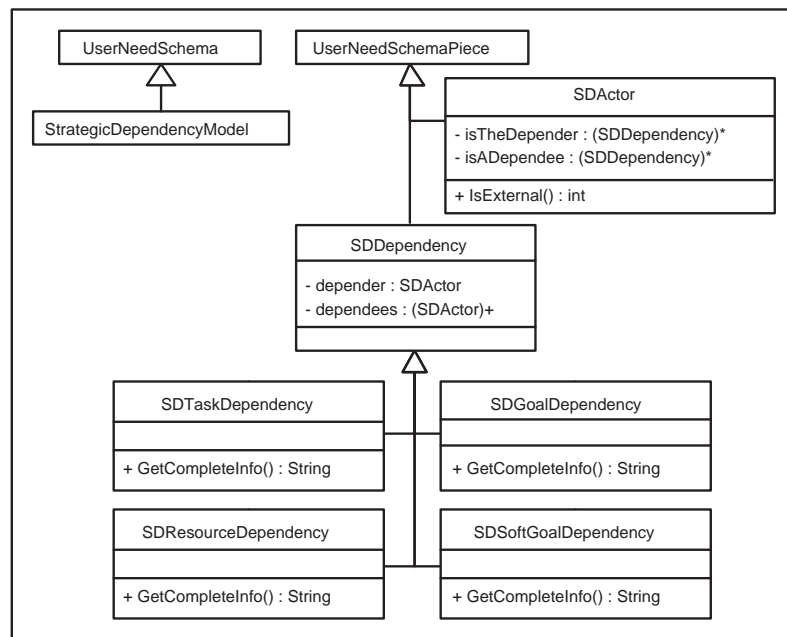 UserNeedSchema
UserNeedSchemaPiece
StrategicDependencyModel
SDActor
- isTheDepender : (SDDependency)*
- isADependee : (SDDependency)*
+ IsExternal() : int
SDDependency
- depender : SDActor
- dependees : (SDActor)+
SDTaskDependency
+ GetCompleteInfo() : String
SDGoalDependency
+ GetCompleteInfo() : String
SDResourceDependency
+ GetCompleteInfo() : String
SDSoftGoalDependency
+ GetCompleteInfo() : String